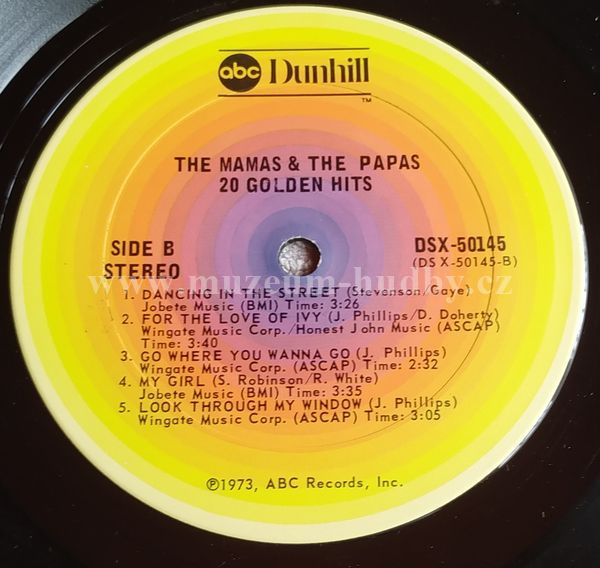 abc Dunhill
™
THE MAMAS & THE PAPAS
20 GOLDEN HITS
SIDE B
STEREO
DSX-50145
(DSX-50145-B)
www.muzeum-hudby.cz
1. DANCING IN THE STREET (Stevenson/Gaye)
Jobete Music (BMI) Time: 3:26
2. FOR THE LOVE OF IVY (J. Phillips/D. Doherty)
Wingate Music Corp./Honest John Music (ASCAP)
Time: 3:40
3. GO WHERE YOU WANNA GO (J. Phillips)
Wingate Music Corp. (ASCAP) Time: 2:32
4. MY GIRL (S. Robinson/R. White)
Jobete Music (BMI) Time: 3:35
5. LOOK THROUGH MY WINDOW (J. Phillips)
Wingate Music Corp. (ASCAP) Time: 3:05
℗1973, ABC Records, Inc.